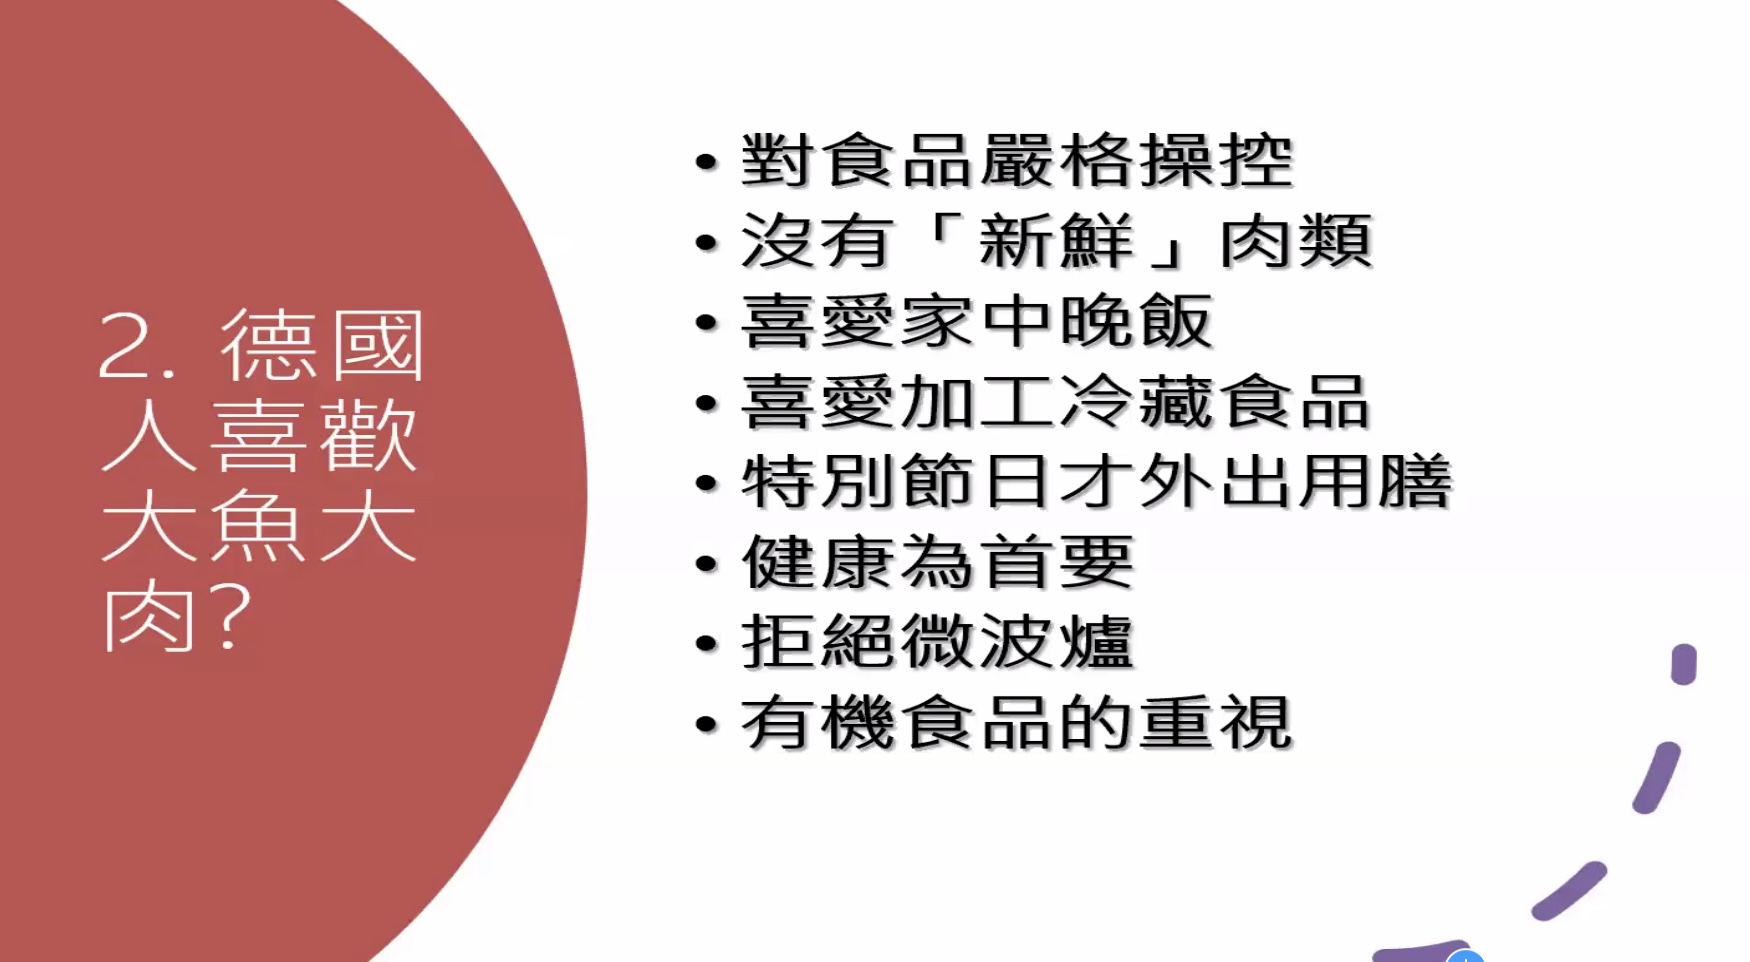 2. 德國
人喜歡
大魚大
肉?
• 對食品嚴格操控
• 沒有「新鮮」肉類
• 喜愛家中晚飯
• 喜愛加工冷藏食品
• 特別節日才外出用膳
• 健康為首要
• 拒絕微波爐
• 有機食品的重視